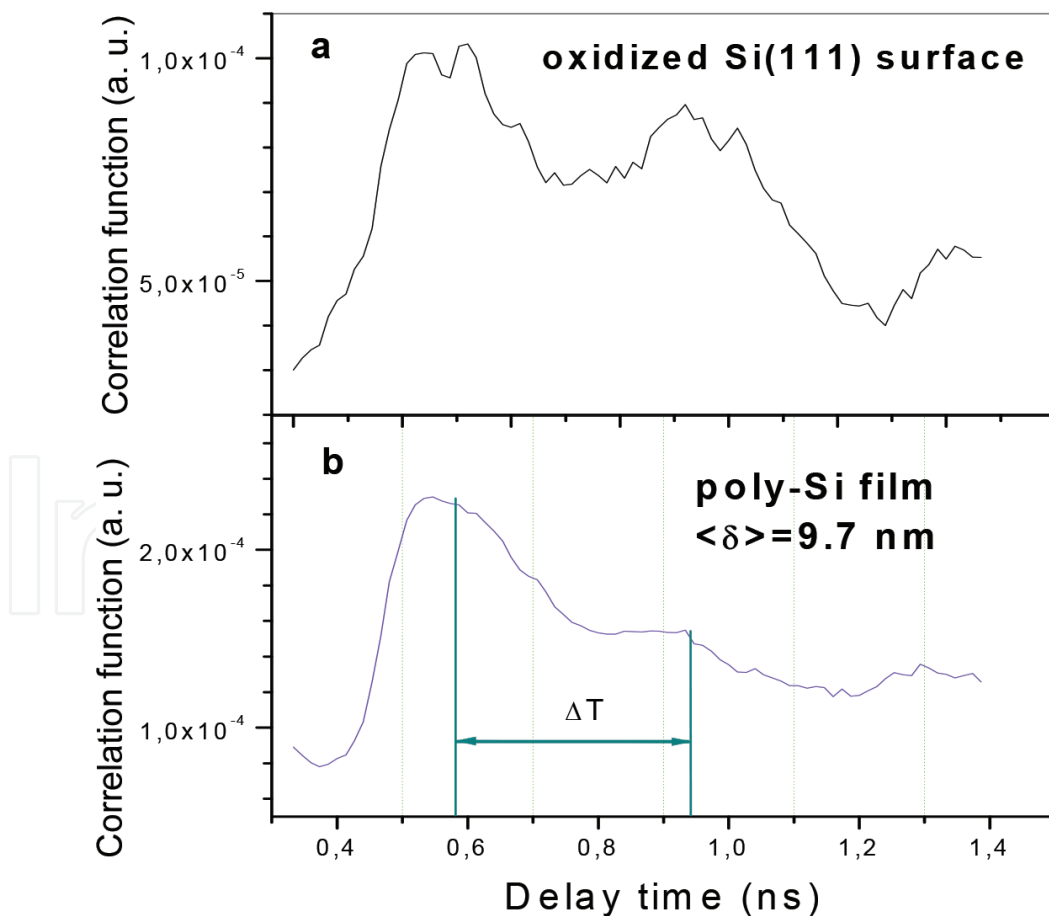 a
oxidized Si(111) surface
Correlation function (a. u.)
1,0x10⁻⁴
5,0x10⁻⁵
b
poly-Si film
<δ>=9.7 nm
Correlation function (a. u.)
2,0x10⁻⁴
1,0x10⁻⁴
ΔT
0,4 0,6 0,8 1,0 1,2 1,4
Delay time (ns)